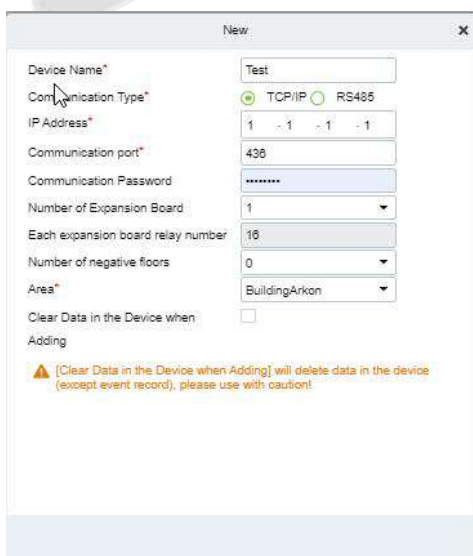 New
Device Name* Test
Communication Type* TCP/IP RS485
IP Address* 1 . 1 . 1 . 1
Communication port* 436
Communication Password ••••••••
Number of Expansion Board 1
Each expansion board relay number 16
Number of negative floors 0
Area* BuildingArkon
Clear Data in the Device when
Adding
[Clear Data in the Device when Adding] will delete data in the device
(except event record), please use with caution!